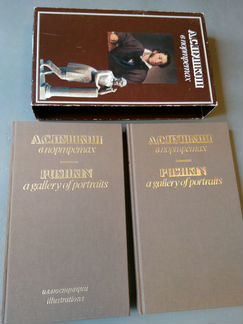 А.С.ПУШКИН
в портретах
А.С.ПУШКИН
в портретах
PUSHKIN
a gallery of portraits
иллюстрации
illustrations
А.С.ПУШКИН
в портретах
PUSHKIN
a gallery of portraits